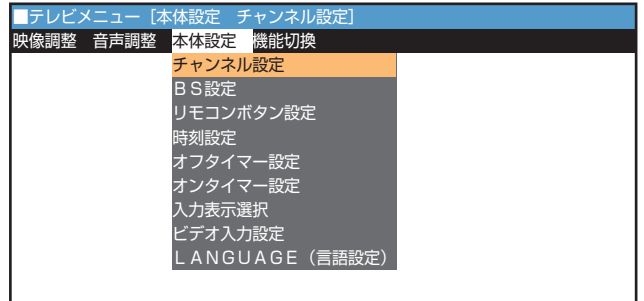 ■テレビメニュー［本体設定　チャンネル設定］
映像調整　音声調整　本体設定　機能切換
チャンネル設定
ＢＳ設定
リモコンボタン設定
時刻設定
オフタイマー設定
オンタイマー設定
入力表示選択
ビデオ入力設定
ＬＡＮＧＵＡＧＥ（言語設定）